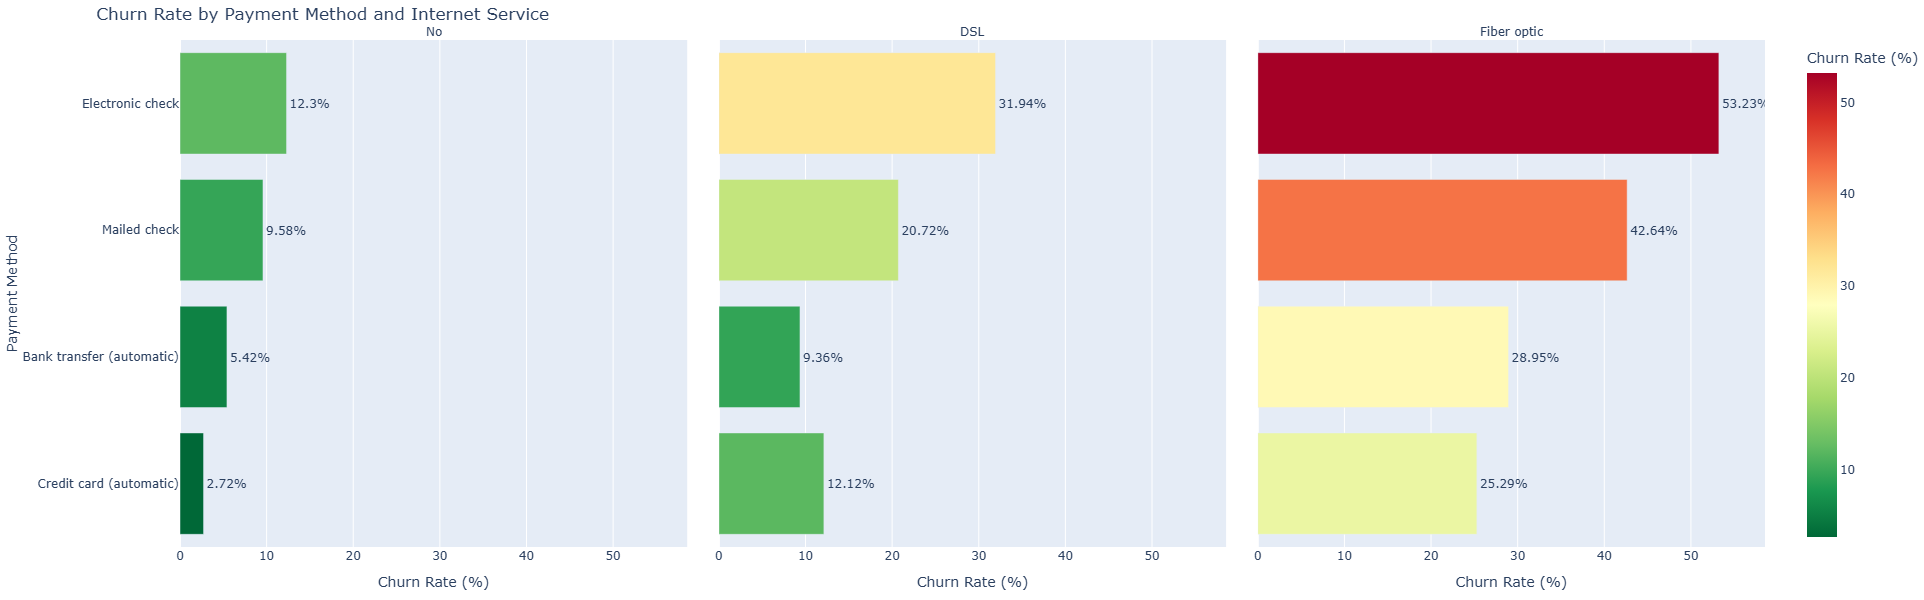 Churn Rate by Payment Method and Internet Service
No
DSL
Fiber optic
Churn Rate (%)
Payment Method
Electronic check
12.3%
31.94%
53.23%
Mailed check
9.58%
20.72%
42.64%
Bank transfer (automatic)
5.42%
9.36%
28.95%
Credit card (automatic)
2.72%
12.12%
25.29%
0 10 20 30 40 50
0 10 20 30 40 50
0 10 20 30 40 50
Churn Rate (%)
Churn Rate (%)
Churn Rate (%)
50
40
30
20
10